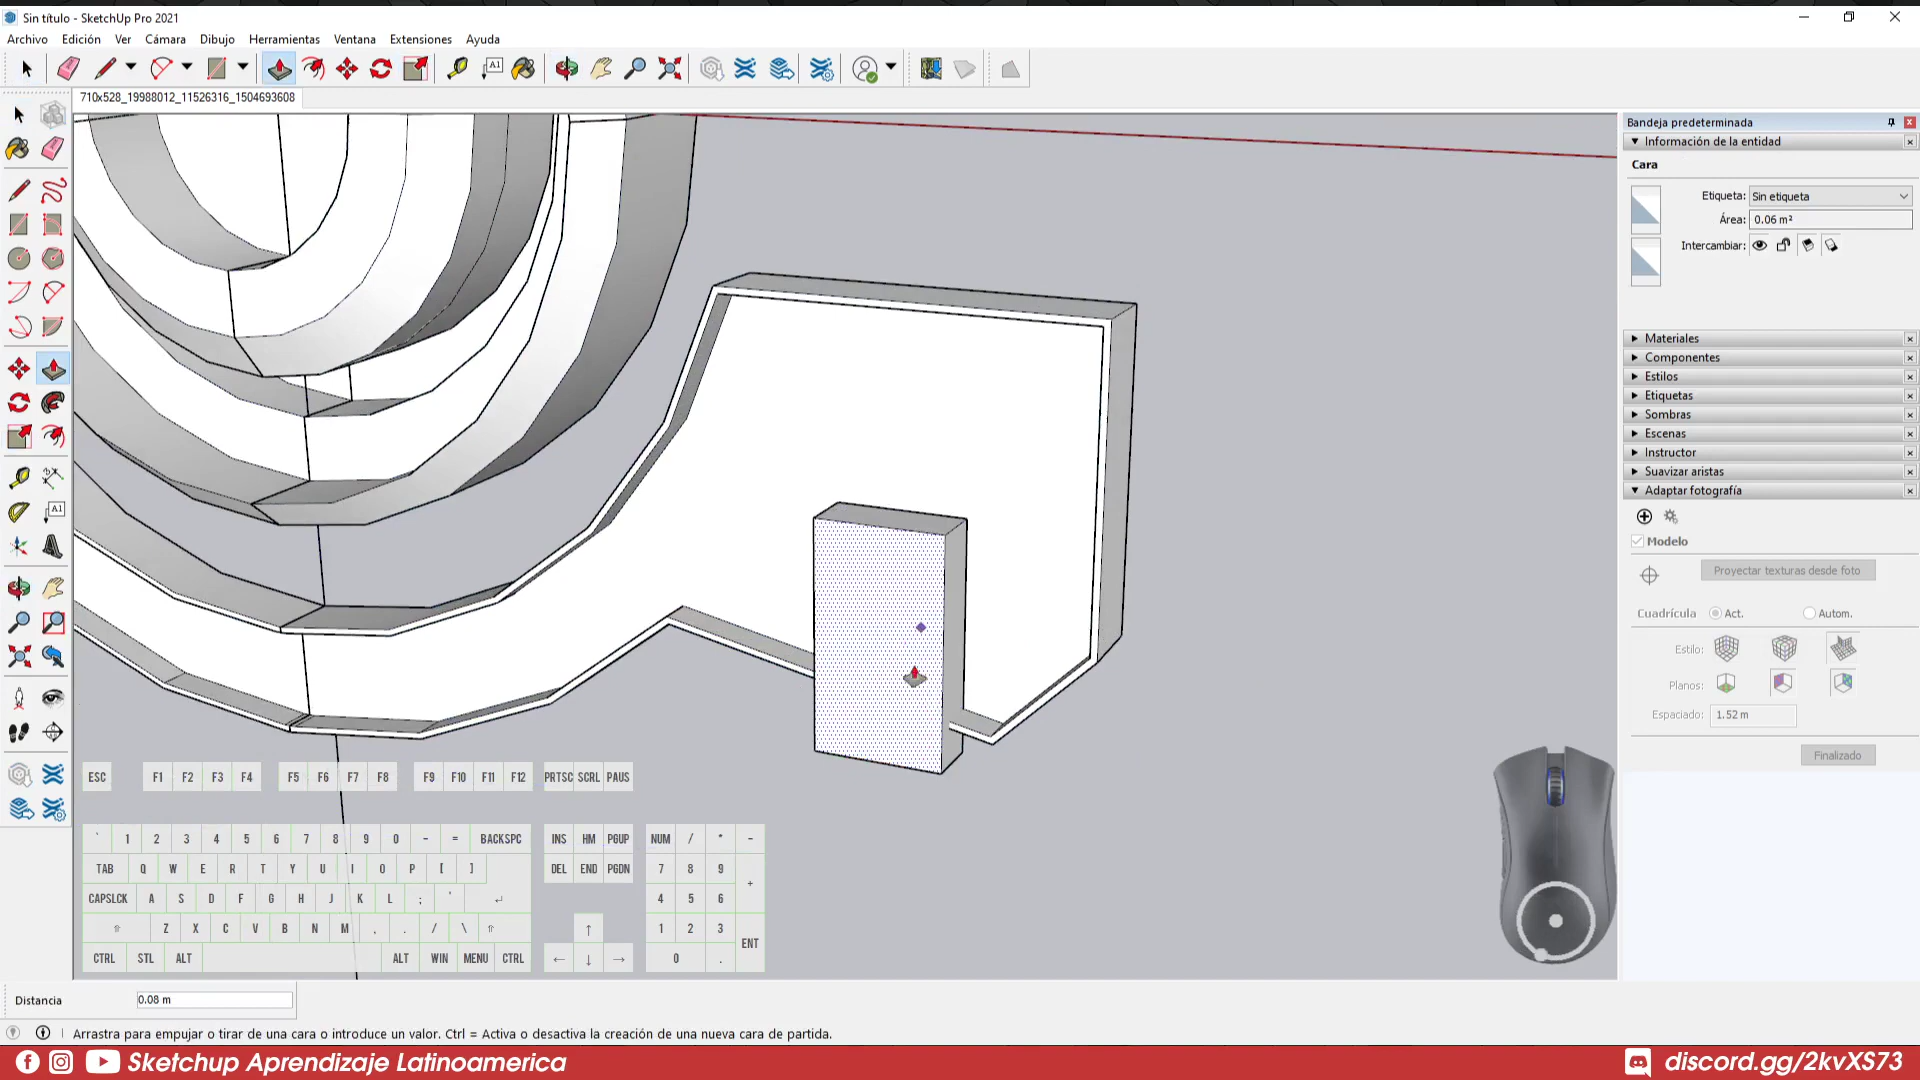 Sin título - SketchUp Pro 2021
Archivo Edición Ver Cámara Dibujo Herramientas Ventana Extensiones Ayuda
A1
710x528_19988012_11526316_1504693608
Bandeja predeterminada
Información de la entidad
Cara
Etiqueta: Sin etiqueta
Área: 0.06 m²
Intercambiar:
Materiales
Componentes
Estilos
Etiquetas
Sombras
Escenas
Instructor
Suavizar aristas
Adaptar fotografía
Modelo
Proyectar texturas desde foto
Cuadrícula Act. Autom.
Estilo:
Planos:
Espaciado: 1.52 m
Finalizado
A1
ESC F1 F2 F3 F4 F5 F6 F7 F8 F9 F10 F11 F12 PRTSC SCRL PAUS
` 1 2 3 4 5 6 7 8 9 0 - = BACKSPC INS HM PGUP NUM / * -
TAB Q W E R T Y U I O P [ ] DEL END PGDN 7 8 9 +
CAPSLCK A S D F G H J K L ; ' ↵ 4 5 6
⇧ Z X C V B N M , . / \ ⇧ ↑ 1 2 3 ENT
CTRL STL ALT ALT WIN MENU CTRL ← ↓ → 0 .
Distancia 0.08 m
Arrastra para empujar o tirar de una cara o introduce un valor. Ctrl = Activa o desactiva la creación de una nueva cara de partida.
Sketchup Aprendizaje Latinoamerica
discord.gg/2kvXS73